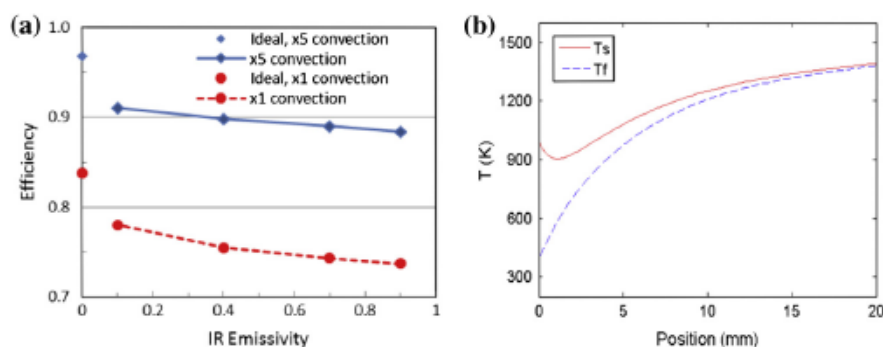 (a)
Ideal, x5 convection
x5 convection
Ideal, x1 convection
x1 convection
1.0
0.9
0.8
0.7
Efficiency
0 0.2 0.4 0.6 0.8 1
IR Emissivity
(b)
Ts
Tf
1500
1200
900
600
300
T (K)
0 5 10 15 20
Position (mm)